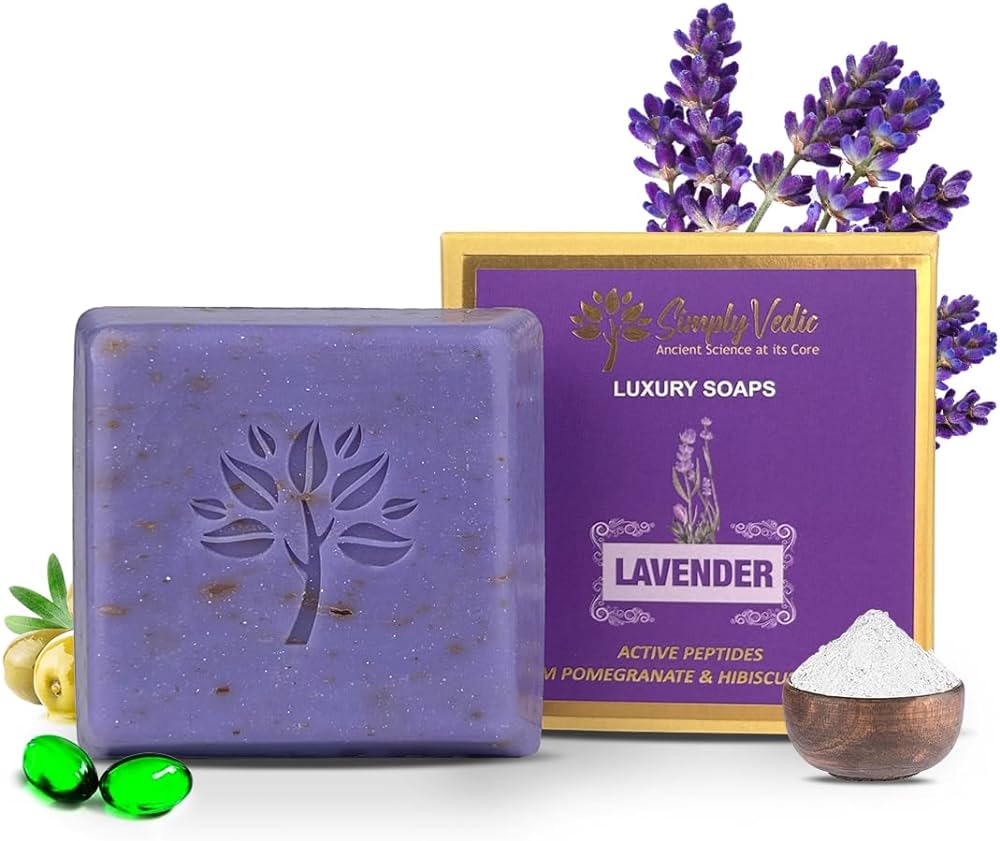 Simply Vedic
Ancient Science at its Core
LUXURY SOAPS
LAVENDER
ACTIVE PEPTIDES
POMEGRANATE &